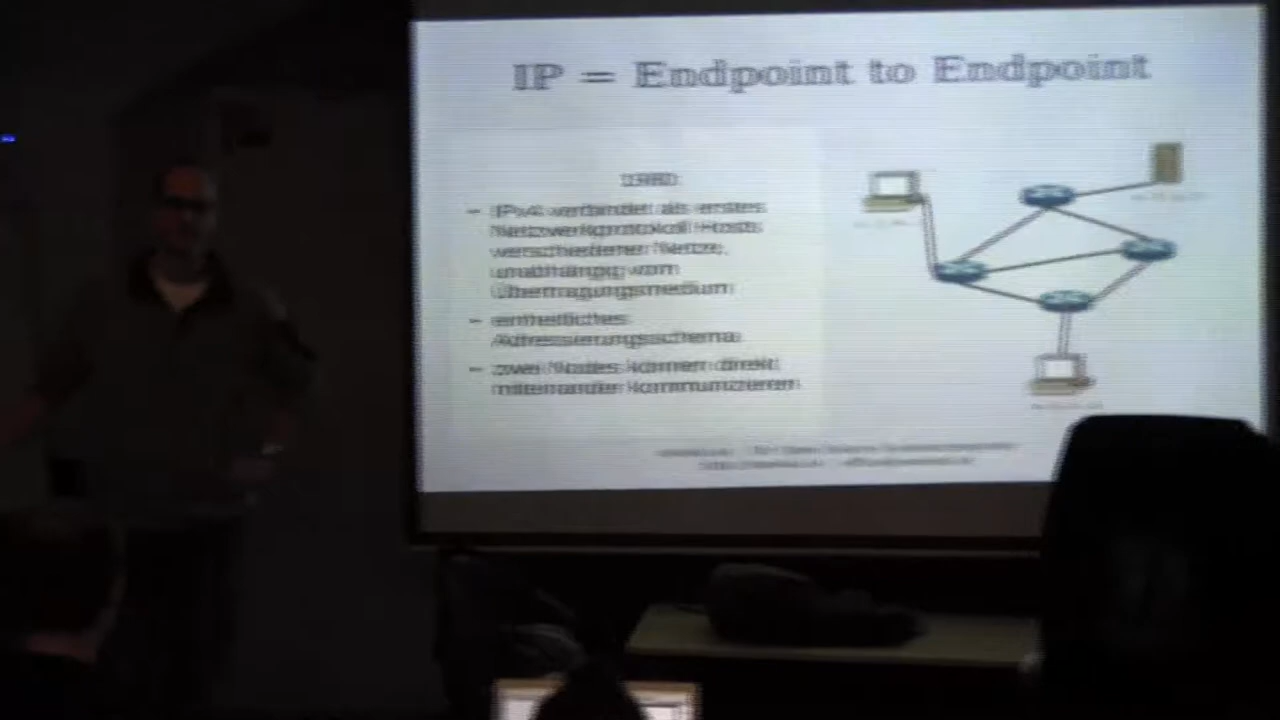 IP = Endpoint to Endpoint
1980
– IPv4 verbindet als erstes
Netzwerkprotokoll Hosts
verschiedener Netze,
unabhängig vom
Übertragungsmedium
– einheitliches
Adressierungsschema
– zwei Nodes können direkt
miteinander kommunizieren